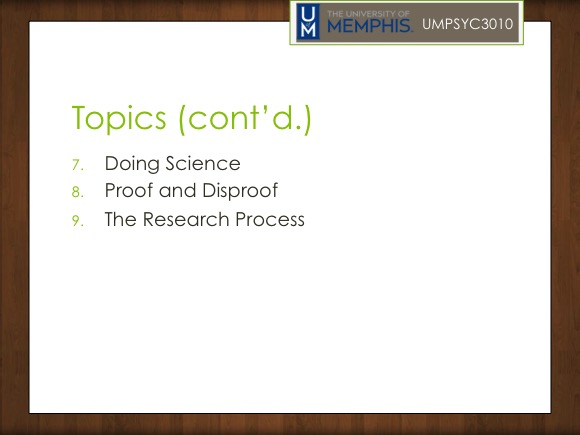 UM
THE UNIVERSITY OF
MEMPHIS.
UMPSYC3010
Topics (cont’d.)
7. Doing Science
8. Proof and Disproof
9. The Research Process